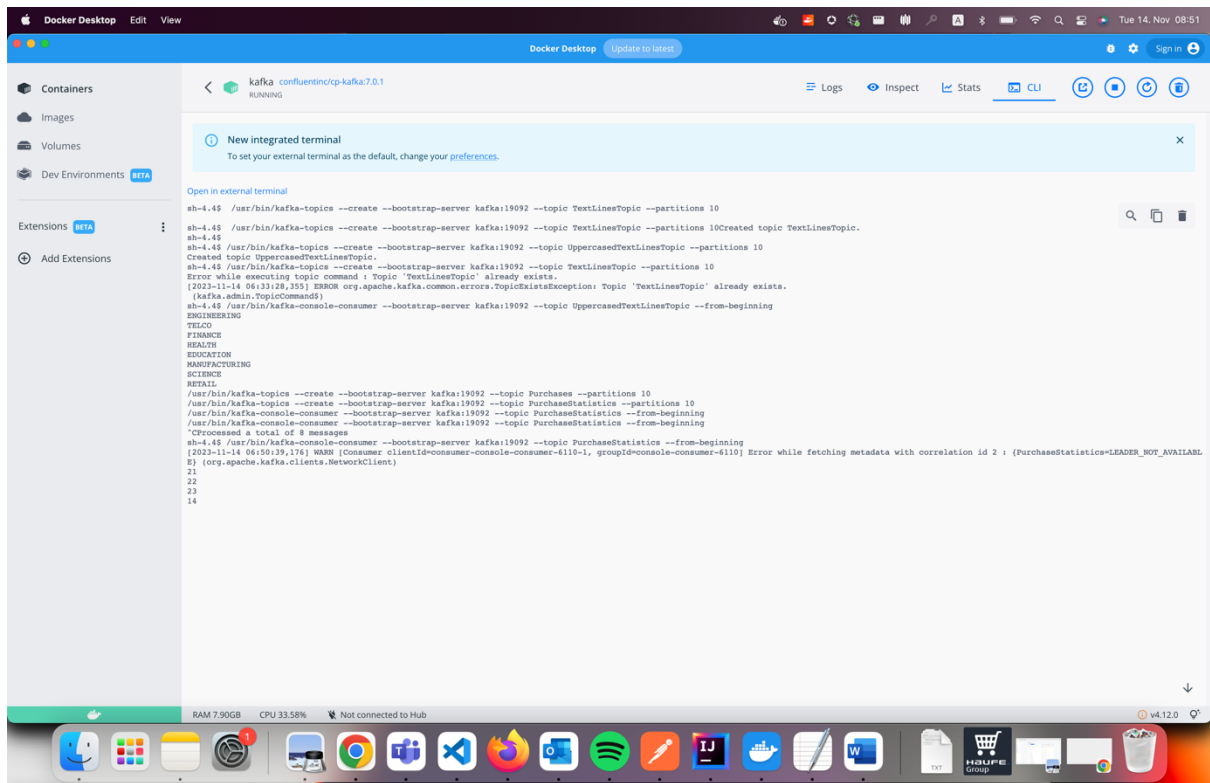 Docker Desktop Edit View
Tue 14. Nov 08:51
Docker Desktop Update to latest
Sign in
Containers
Images
Volumes
Dev Environments BETA
Extensions BETA
Add Extensions
kafka confluentinc/cp-kafka:7.0.1
RUNNING
Logs Inspect Stats CLI
New integrated terminal
To set your external terminal as the default, change your preferences.
Open in external terminal
sh-4.4$  /usr/bin/kafka-topics --create --bootstrap-server kafka:19092 --topic TextLinesTopic --partitions 10
sh-4.4$  /usr/bin/kafka-topics --create --bootstrap-server kafka:19092 --topic TextLinesTopic --partitions 10Created topic TextLinesTopic.
sh-4.4$
sh-4.4$ /usr/bin/kafka-topics --create --bootstrap-server kafka:19092 --topic UppercasedTextLinesTopic --partitions 10
Created topic UppercasedTextLinesTopic.
sh-4.4$ /usr/bin/kafka-topics --create --bootstrap-server kafka:19092 --topic TextLinesTopic --partitions 10
Error while executing topic command : Topic 'TextLinesTopic' already exists.
[2023-11-14 06:33:28,355] ERROR org.apache.kafka.common.errors.TopicExistsException: Topic 'TextLinesTopic' already exists.
(kafka.admin.TopicCommand$)
sh-4.4$ /usr/bin/kafka-console-consumer --bootstrap-server kafka:19092 --topic UppercasedTextLinesTopic --from-beginning
ENGINEERING
TELCO
FINANCE
HEALTH
EDUCATION
MANUFACTURING
SCIENCE
RETAIL
/usr/bin/kafka-topics --create --bootstrap-server kafka:19092 --topic Purchases --partitions 10
/usr/bin/kafka-topics --create --bootstrap-server kafka:19092 --topic PurchaseStatistics --partitions 10
/usr/bin/kafka-console-consumer --bootstrap-server kafka:19092 --topic PurchaseStatistics --from-beginning
/usr/bin/kafka-console-consumer --bootstrap-server kafka:19092 --topic PurchaseStatistics --from-beginning
^CProcessed a total of 8 messages
sh-4.4$ /usr/bin/kafka-console-consumer --bootstrap-server kafka:19092 --topic PurchaseStatistics --from-beginning
[2023-11-14 06:50:39,176] WARN [Consumer clientId=consumer-console-consumer-6110-1, groupId=console-consumer-6110] Error while fetching metadata with correlation id 2 : {PurchaseStatistics=LEADER_NOT_AVAILABL
E} (org.apache.kafka.clients.NetworkClient)
21
22
23
14
RAM 7.90GB CPU 33.58% Not connected to Hub
v4.12.0
1
IJ
W
TXT
HAUFE
Group